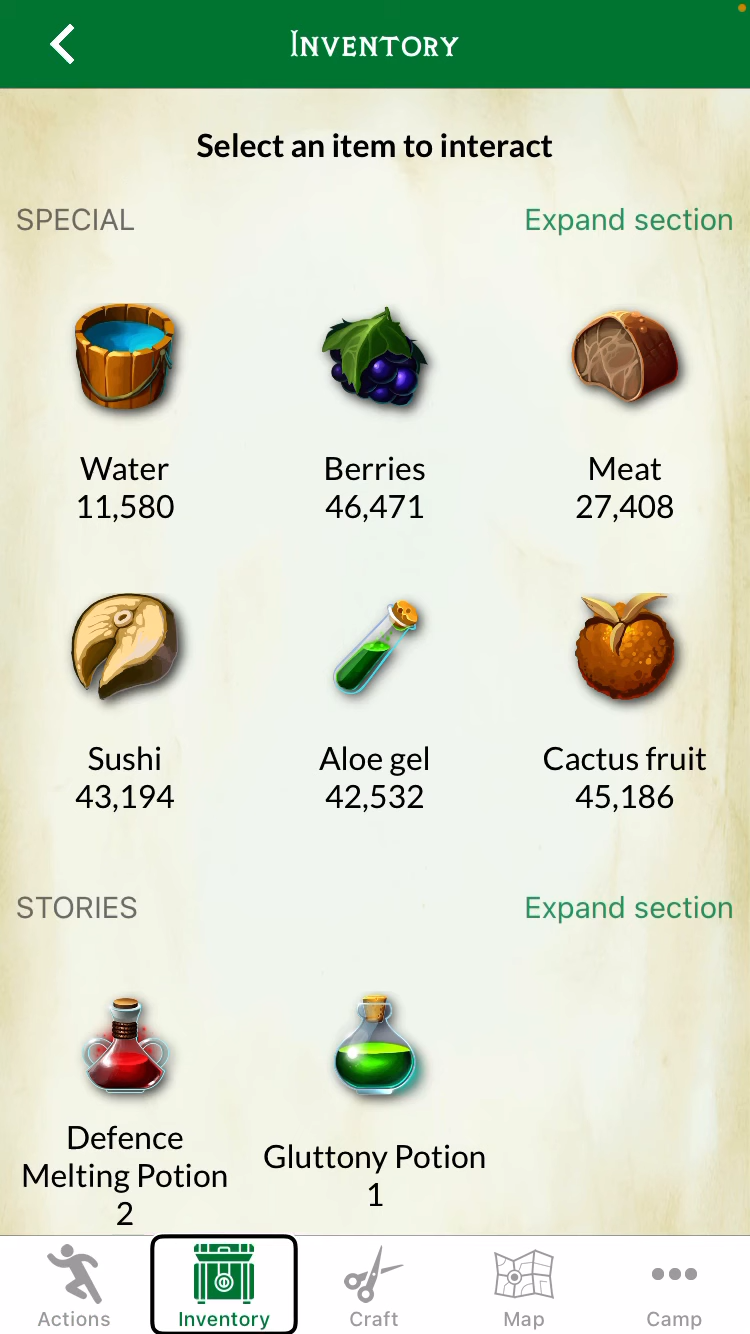 INVENTORY
Select an item to interact
SPECIAL Expand section
Water Berries Meat
11,580 46,471 27,408
Sushi Aloe gel Cactus fruit
43,194 42,532 45,186
STORIES Expand section
Defence
Melting Potion
2
Gluttony Potion
1
Actions Inventory Craft Map Camp